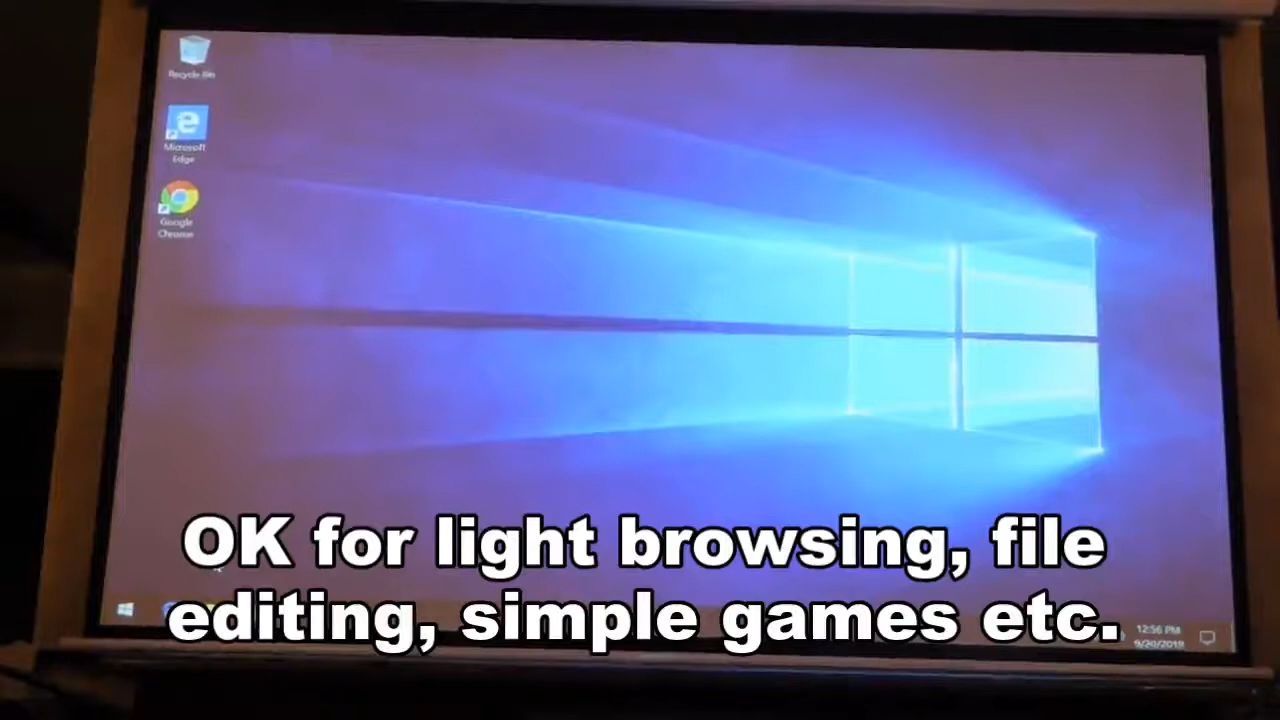 Recycle Bin
Microsoft
Edge
Google
Chrome
OK for light browsing, file
editing, simple games etc.
12:56 PM
9/20/2019